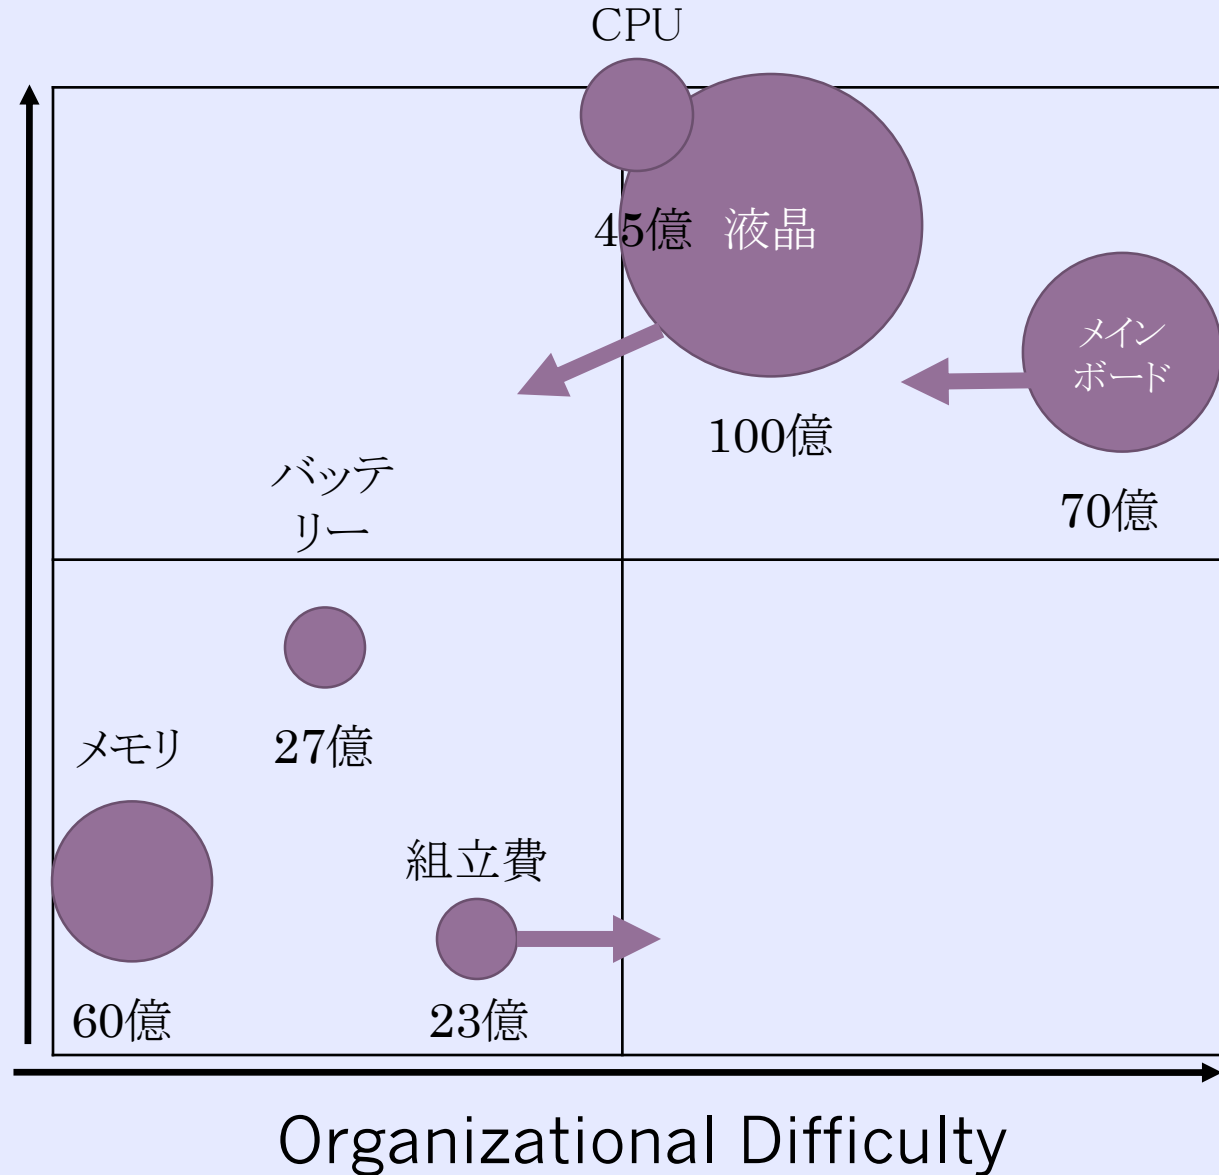 CPU
45億
液晶
メイン
ボード
100億
70億
バッテ
リー
27億
メモリ
組立費
60億
23億
Organizational Difficulty